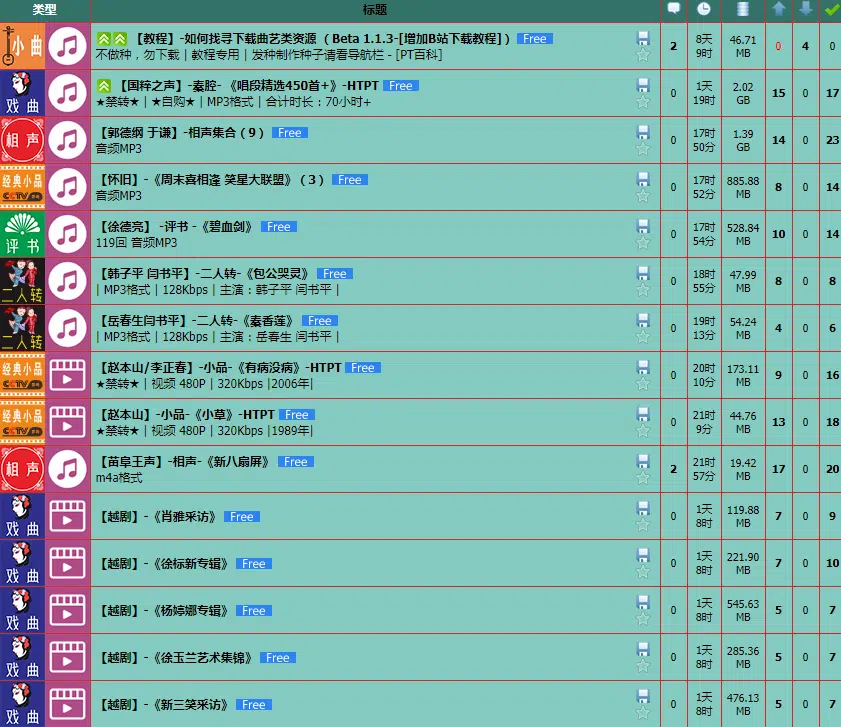 类型 标题
小曲 【教程】-如何找寻下载曲艺类资源 ( Beta 1.1.3-[增加B站下载教程] ) Free 2 8天 9时 46.71 MB 0 4 0
不做种，勿下载 | 教程专用 | 发种制作种子请看导航栏 - [PT百科]
戏曲 【国粹之声】-秦腔-《唱段精选450首+》-HTPT Free 0 1天 19时 2.02 GB 15 0 17
★禁转★ | ★自购★ | MP3格式 | 合计时长：70小时+
相声 【郭德纲 于谦】-相声集合 ( 9 ) Free 0 17时 50分 1.39 GB 14 0 23
音频MP3
经典小品 CCTV 【怀旧】-《周末喜相逢 笑星大联盟》 ( 3 ) Free 0 17时 52分 885.88 MB 8 0 14
音频MP3
评书 【徐德亮】 -评书 -《碧血剑》 Free 0 17时 54分 528.84 MB 10 0 14
119回 音频MP3
二人转 【韩子平 闫书平】-二人转-《包公哭灵》 Free 0 18时 55分 47.99 MB 8 0 8
| MP3格式 | 128Kbps | 主演：韩子平 闫书平 |
二人转 【岳春生闫书平】-二人转-《秦香莲》 Free 0 19时 13分 54.24 MB 4 0 6
| MP3格式 | 128Kbps | 主演：岳春生 闫书平 |
经典小品 CCTV 【赵本山/李正春】-小品-《有病没病》-HTPT Free 0 20时 10分 173.11 MB 9 0 16
★禁转★ | 视频 480P | 320Kbps |2006年|
经典小品 CCTV 【赵本山】-小品-《小草》-HTPT Free 0 21时 9分 44.76 MB 13 0 18
★禁转★ | 视频 480P | 320Kbps |1989年|
相声 【苗阜王声】-相声-《新八扇屏》 Free 2 21时 57分 19.42 MB 17 0 20
m4a格式
戏曲 【越剧】-《肖雅采访》 Free 0 1天 8时 119.88 MB 7 0 9
戏曲 【越剧】-《徐标新专辑》 Free 0 1天 8时 221.90 MB 7 0 10
戏曲 【越剧】-《杨婷娜专辑》 Free 0 1天 8时 545.63 MB 5 0 7
戏曲 【越剧】-《徐玉兰艺术集锦》 Free 0 1天 8时 285.36 MB 5 0 7
戏曲 【越剧】-《新三笑采访》 Free 0 1天 8时 476.13 MB 5 0 7